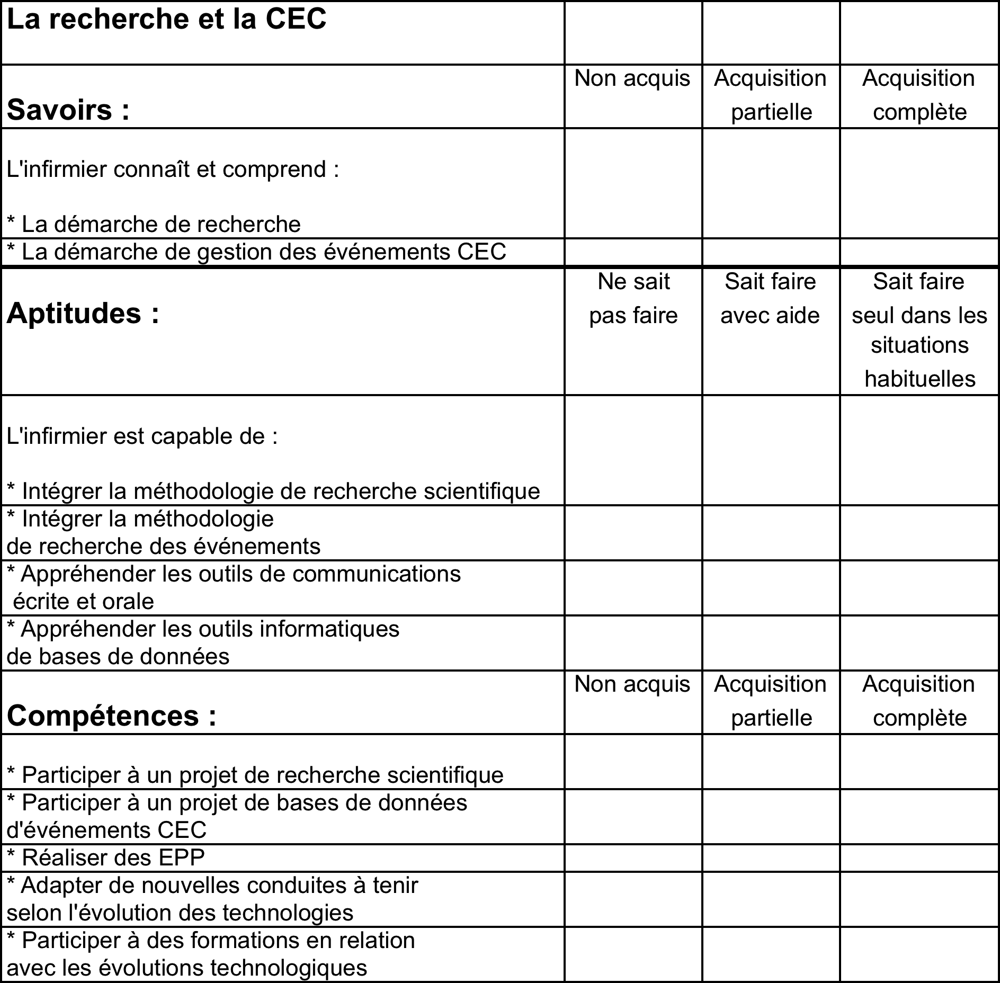 La recherche et la CEC
Savoirs :
Non acquis
Acquisition
partielle
Acquisition
complète
L'infirmier connaît et comprend :
* La démarche de recherche
* La démarche de gestion des événements CEC
Aptitudes :
Ne sait
pas faire
Sait faire
avec aide
Sait faire
seul dans les
situations
habituelles
L'infirmier est capable de :
* Intégrer la méthodologie de recherche scientifique
* Intégrer la méthodologie
de recherche des événements
* Appréhender les outils de communications
écrite et orale
* Appréhender les outils informatiques
de bases de données
Compétences :
Non acquis
Acquisition
partielle
Acquisition
complète
* Participer à un projet de recherche scientifique
* Participer à un projet de bases de données
d'événements CEC
* Réaliser des EPP
* Adapter de nouvelles conduites à tenir
selon l'évolution des technologies
* Participer à des formations en relation
avec les évolutions technologiques